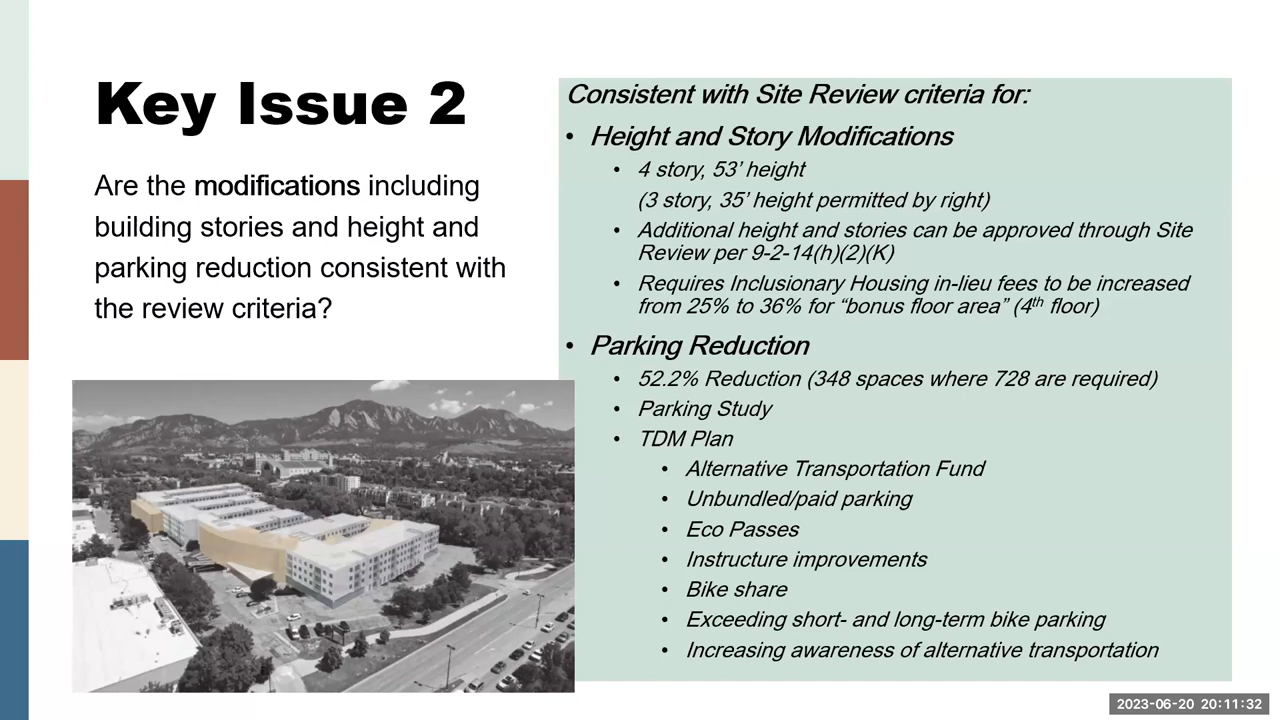 Key Issue 2
Are the modifications including
building stories and height and
parking reduction consistent with
the review criteria?
Consistent with Site Review criteria for:
• Height and Story Modifications
• 4 story, 53’ height
(3 story, 35’ height permitted by right)
• Additional height and stories can be approved through Site
Review per 9-2-14(h)(2)(K)
• Requires Inclusionary Housing in-lieu fees to be increased
from 25% to 36% for “bonus floor area” (4th floor)
• Parking Reduction
• 52.2% Reduction (348 spaces where 728 are required)
• Parking Study
• TDM Plan
• Alternative Transportation Fund
• Unbundled/paid parking
• Eco Passes
• Instructure improvements
• Bike share
• Exceeding short- and long-term bike parking
• Increasing awareness of alternative transportation
2023-06-20 20:11:32